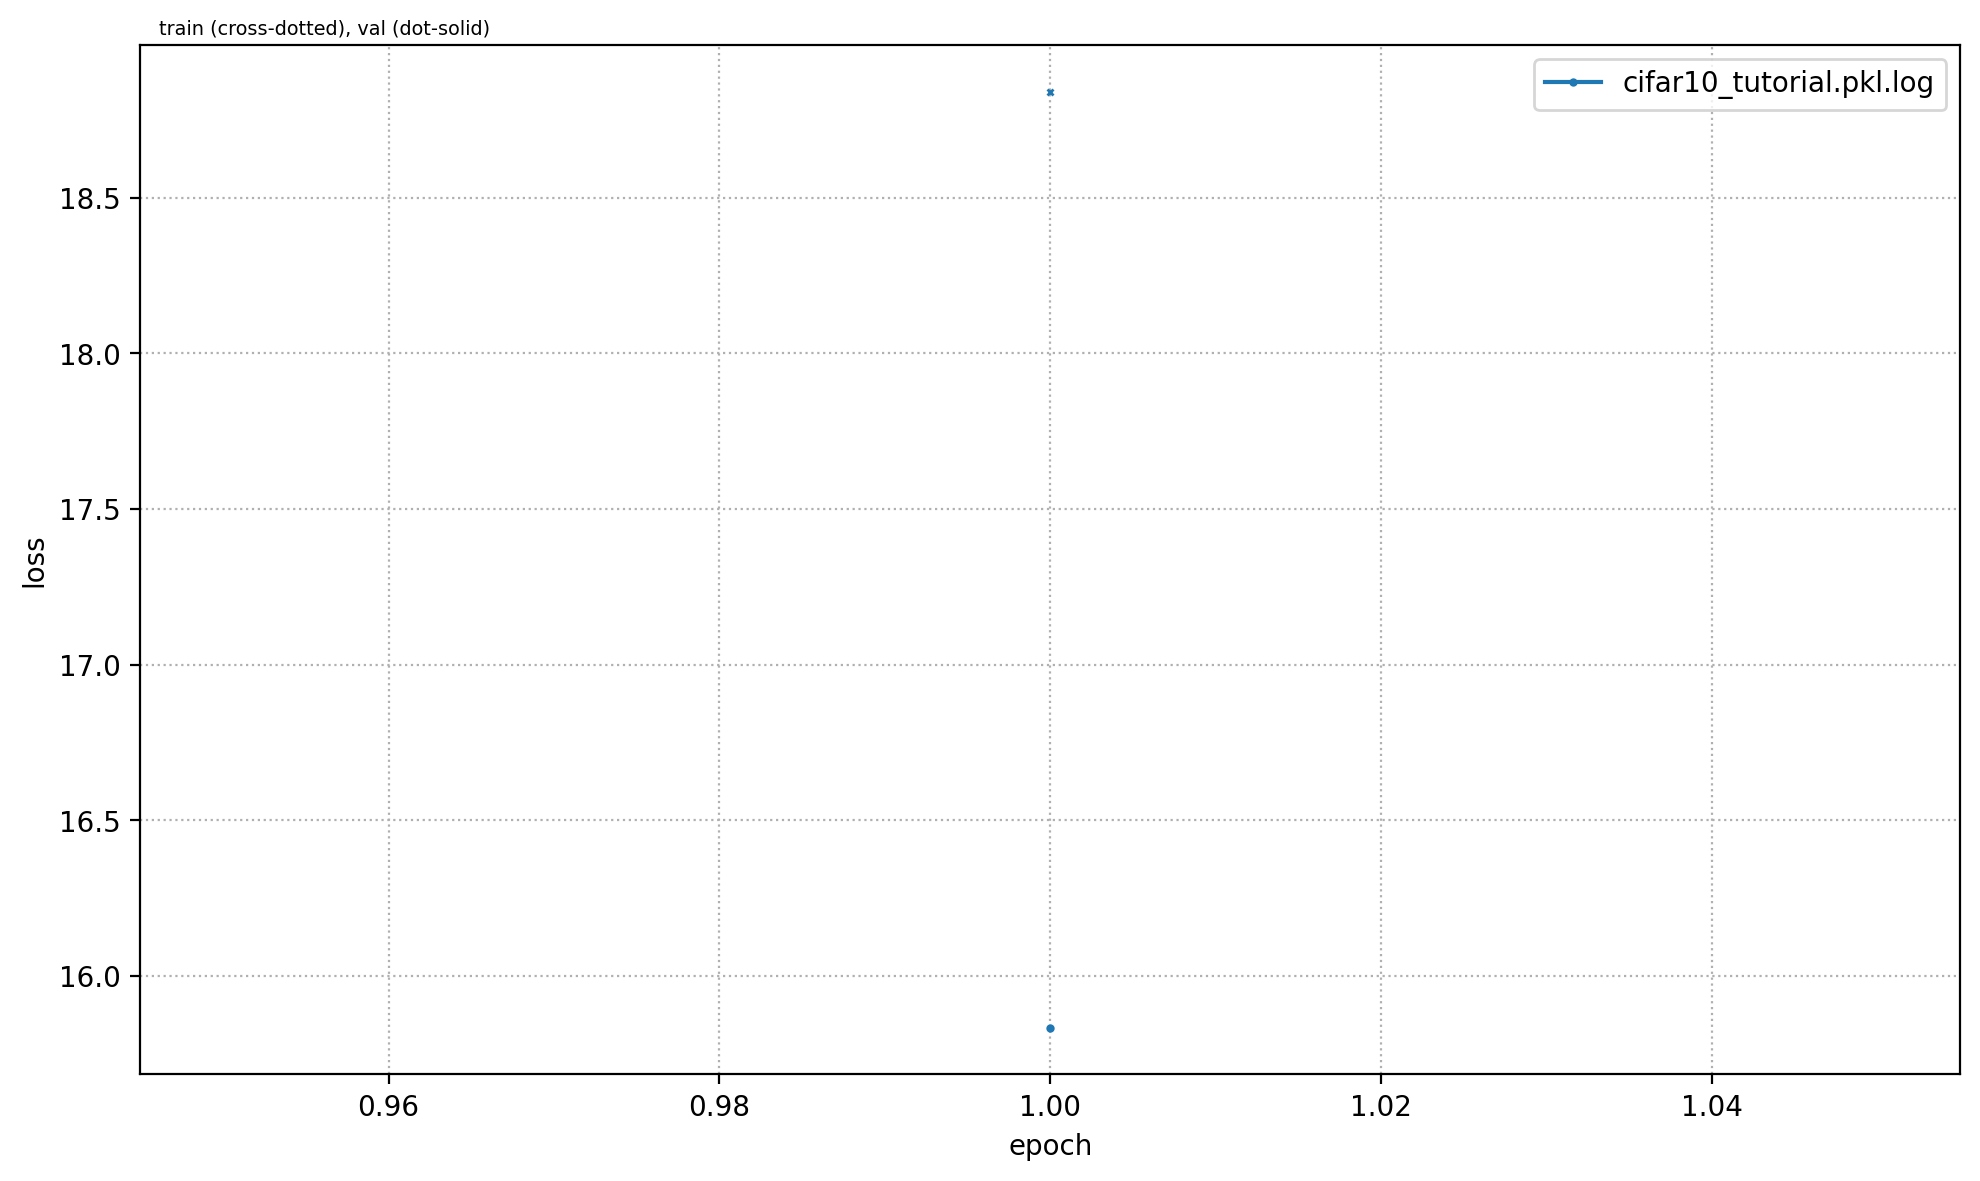 train (cross-dotted), val (dot-solid)
cifar10_tutorial.pkl.log
18.5
18.0
17.5
17.0
16.5
16.0
loss
0.96 0.98 1.00 1.02 1.04
epoch